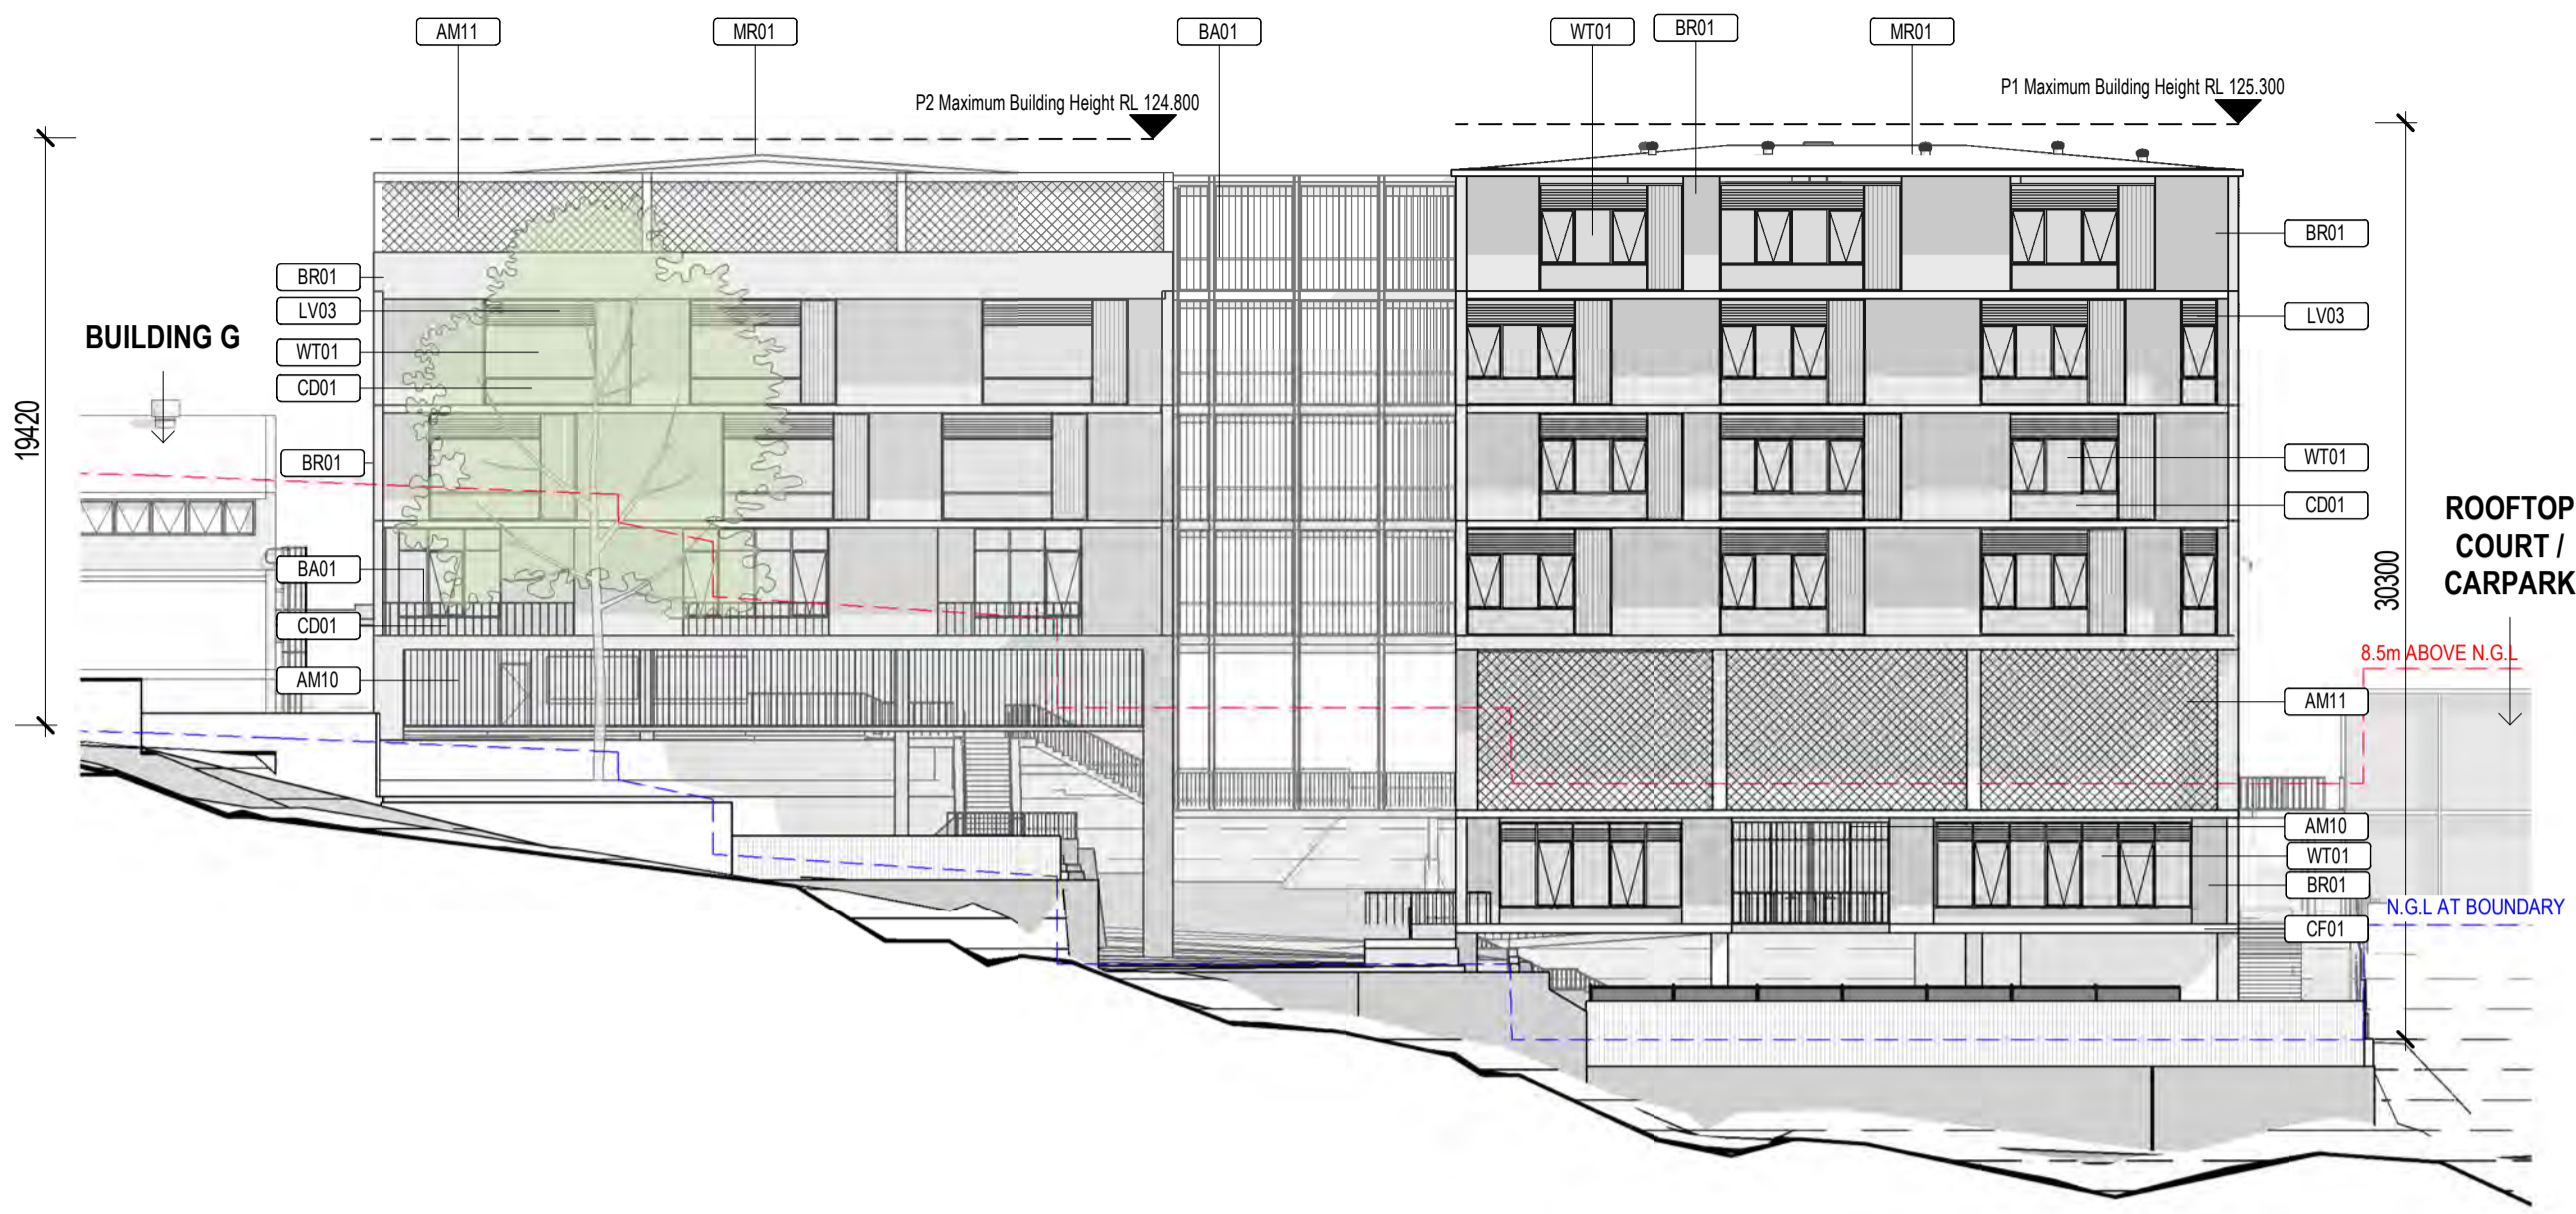 AM11
MR01
BA01
WT01
BR01
MR01
P2 Maximum Building Height RL 124.800
P1 Maximum Building Height RL 125.300
BR01
LV03
WT01
CD01
BR01
BA01
CD01
AM10
BUILDING G
19420
BR01
LV03
WT01
CD01
ROOFTOP
COURT /
CARPARK
30300
8.5m ABOVE N.G.L
AM11
AM10
WT01
BR01
N.G.L AT BOUNDARY
CF01